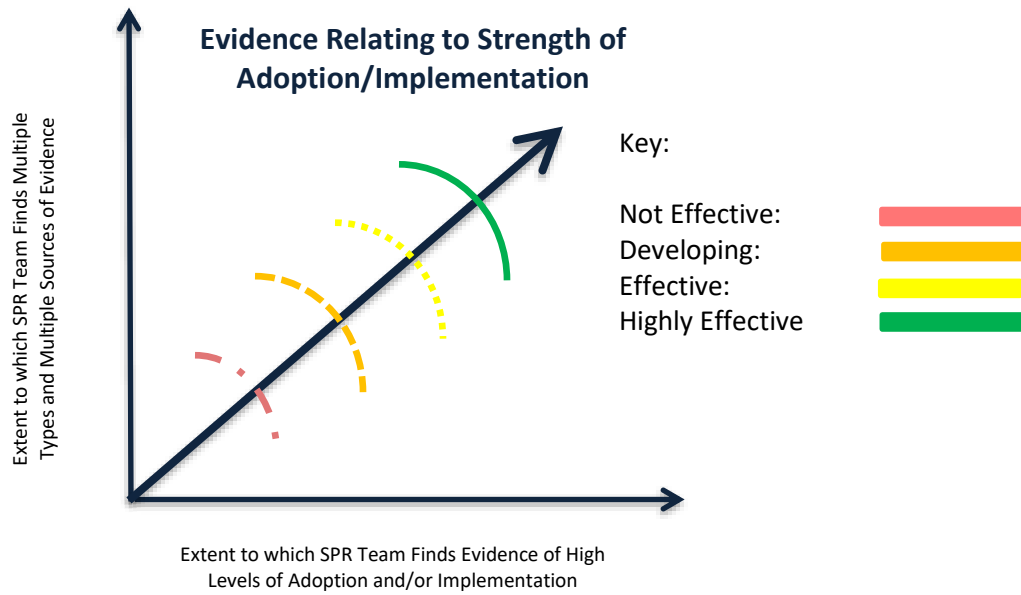 Evidence Relating to Strength of
Adoption/Implementation
Extent to which SPR Team Finds Multiple
Types and Multiple Sources of Evidence
Key:
Not Effective:
Developing:
Effective:
Highly Effective
Extent to which SPR Team Finds Evidence of High
Levels of Adoption and/or Implementation